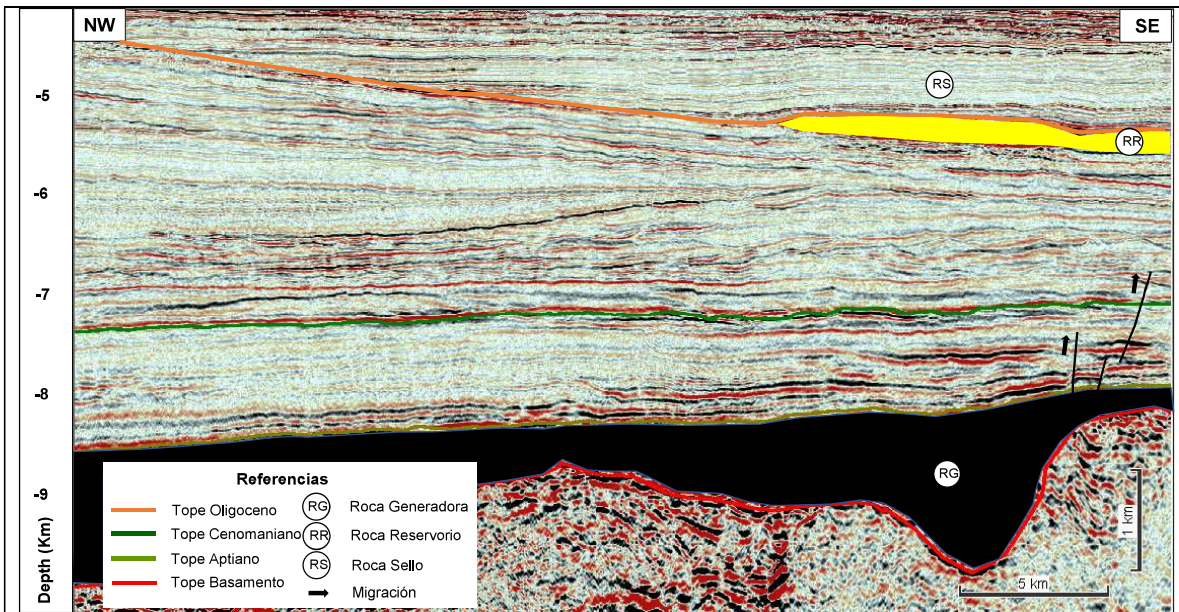 NW
SE
RS
-5
RR
-6
-7
-8
RG
-9
Depth (Km)
1 km
5 km
Referencias
Tope Oligoceno
RG Roca Generadora
Tope Cenomaniano
RR Roca Reservorio
Tope Aptiano
RS Roca Sello
Tope Basamento
Migración